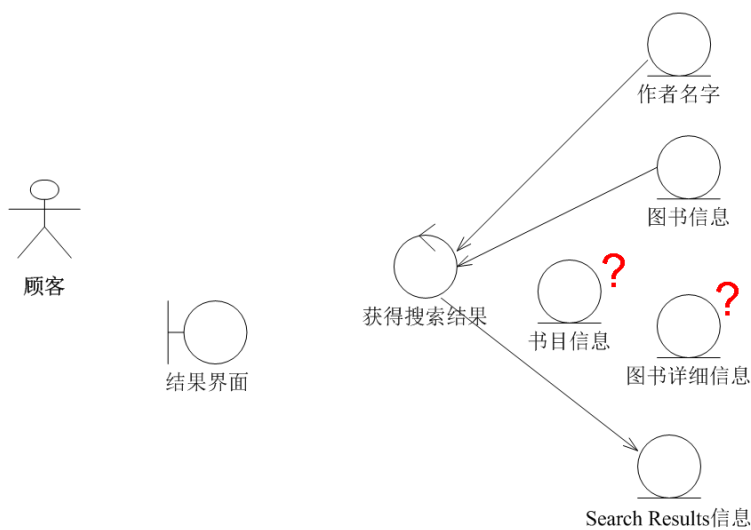 作者名字
图书信息
顾客
获得搜索结果
?
书目信息
?
图书详细信息
结果界面
Search Results信息